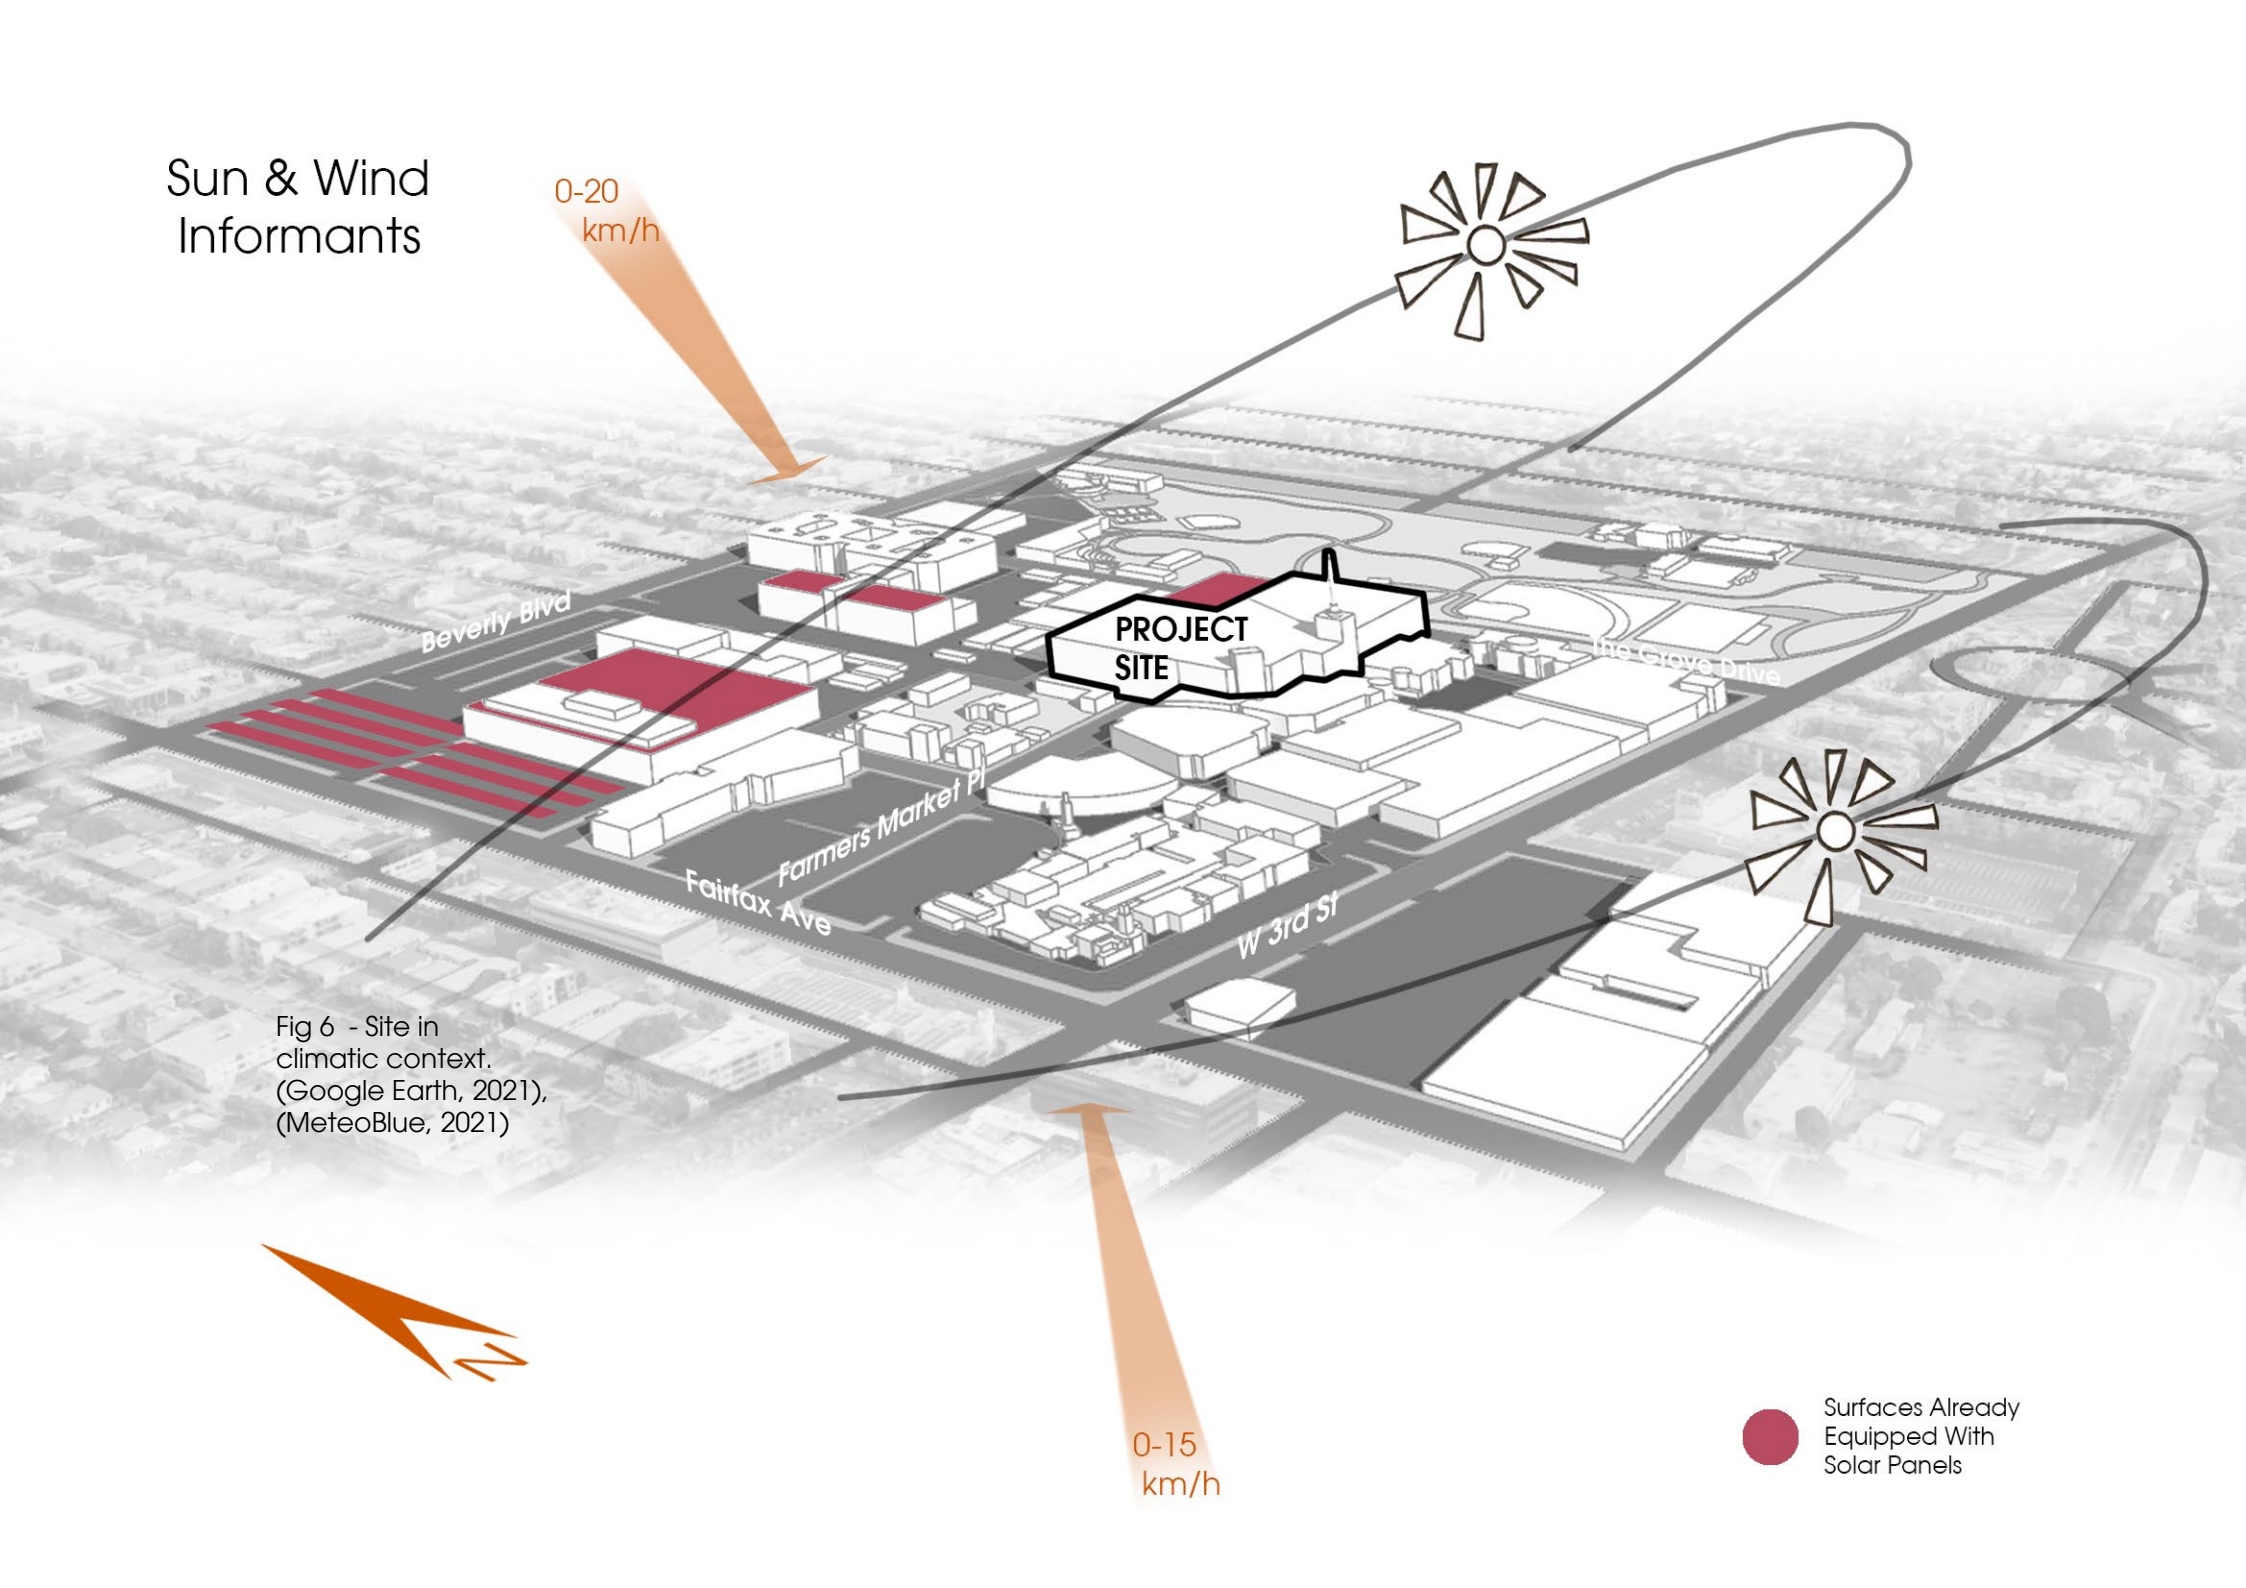 Sun & Wind
Informants
0-20
km/h
Beverly Blvd
PROJECT
SITE
The Grove Drive
Farmers Market Pl
Fairfax Ave
W 3rd St
Fig 6 - Site in
climatic context.
(Google Earth, 2021),
(MeteoBlue, 2021)
N
0-15
km/h
Surfaces Already
Equipped With
Solar Panels